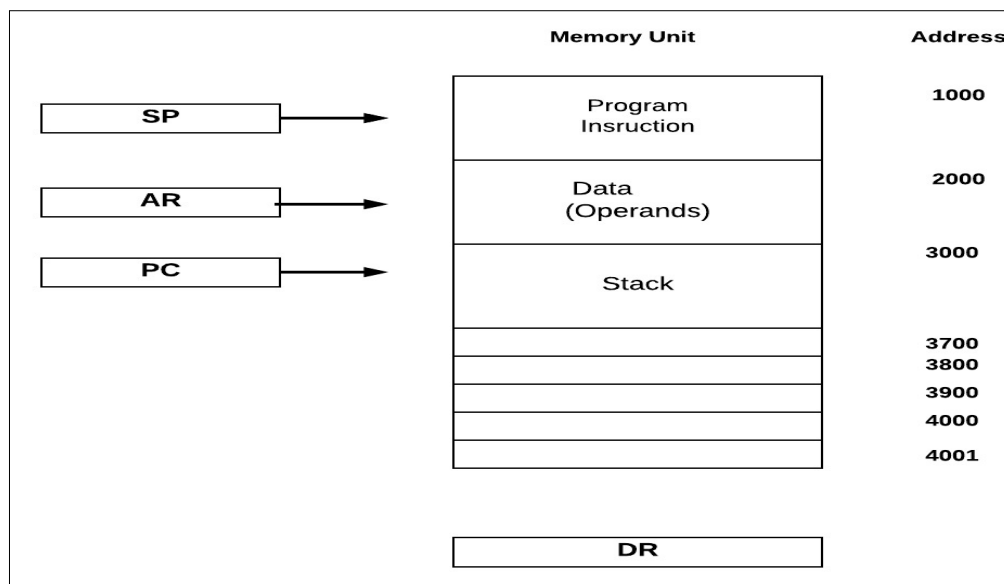 Memory Unit
Address
SP
Program
Insruction
1000
AR
Data
(Operands)
2000
PC
Stack
3000
3700
3800
3900
4000
4001
DR